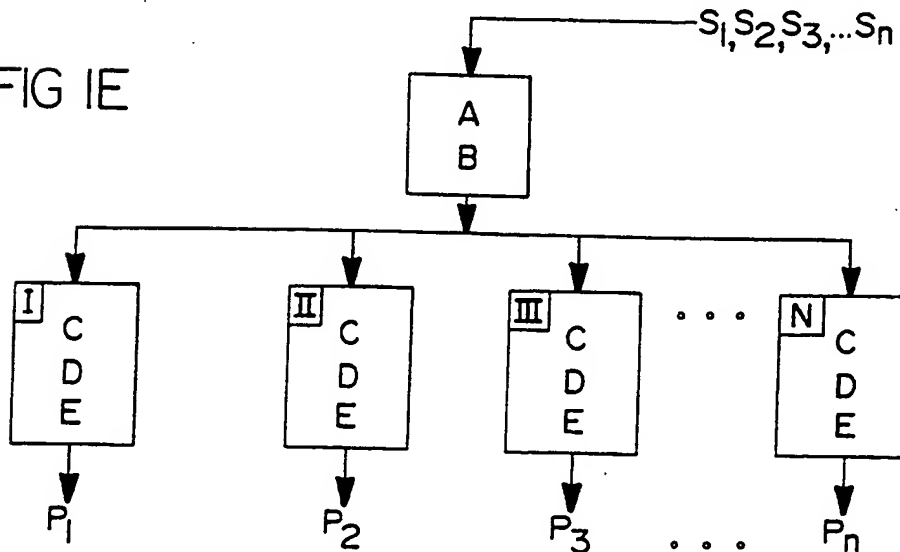 S1, S2, S3, ...Sn
FIG 1E
A
B
I II III ... N
C C C C
D D D D
E E E E
P1 P2 P3 ... Pn